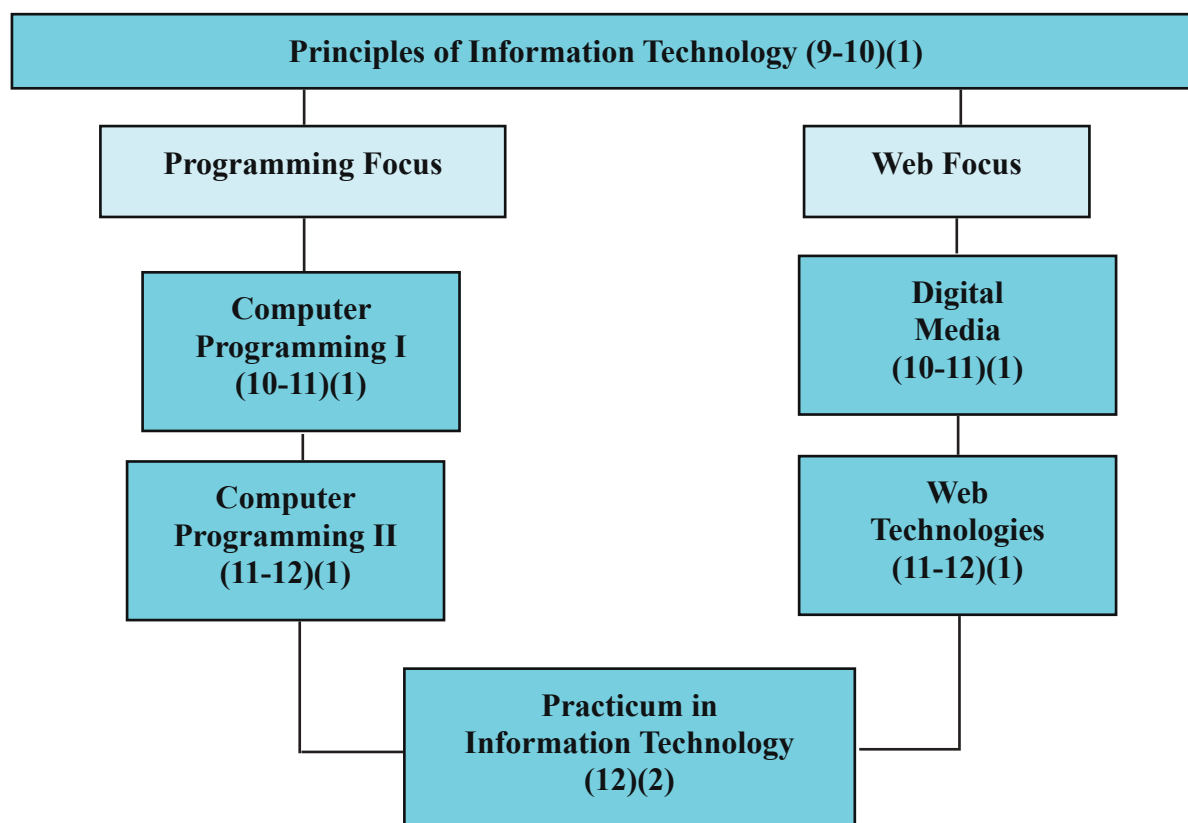 Principles of Information Technology (9-10)(1)
Programming Focus
Web Focus
Computer
Programming I
(10-11)(1)
Digital
Media
(10-11)(1)
Computer
Programming II
(11-12)(1)
Web
Technologies
(11-12)(1)
Practicum in
Information Technology
(12)(2)